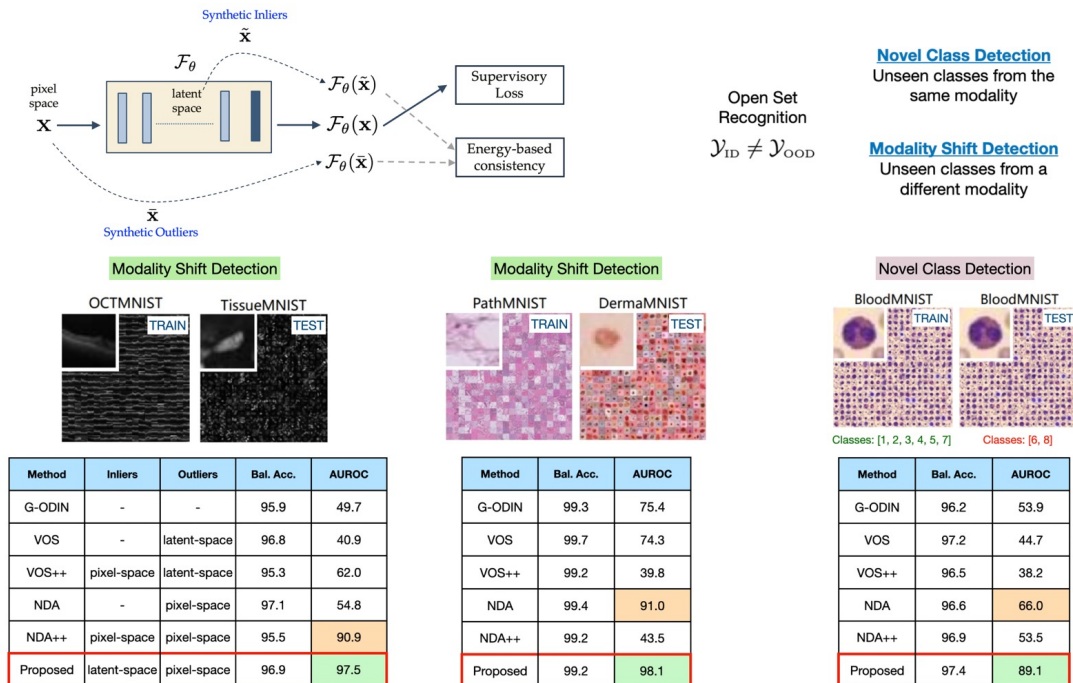 Synthetic Inliers
x̃
F_θ
pixel
space
x
latent
space
F_θ(x̃)
F_θ(x)
F_θ(x̄)
Supervisory
Loss
Energy-based
consistency
x̄
Synthetic Outliers
Open Set
Recognition
Y_ID ≠ Y_OOD
Novel Class Detection
Unseen classes from the
same modality
Modality Shift Detection
Unseen classes from a
different modality
Modality Shift Detection
OCTMNIST TissueMNIST
TRAIN TEST
Method Inliers Outliers Bal. Acc. AUROC
G-ODIN - - 95.9 49.7
VOS - latent-space 96.8 40.9
VOS++ pixel-space latent-space 95.3 62.0
NDA - pixel-space 97.1 54.8
NDA++ pixel-space pixel-space 95.5 90.9
Proposed latent-space pixel-space 96.9 97.5
Modality Shift Detection
PathMNIST DermaMNIST
TRAIN TEST
Method Bal. Acc. AUROC
G-ODIN 99.3 75.4
VOS 99.7 74.3
VOS++ 99.2 39.8
NDA 99.4 91.0
NDA++ 99.2 43.5
Proposed 99.2 98.1
Novel Class Detection
BloodMNIST BloodMNIST
TRAIN TEST
Classes: [1, 2, 3, 4, 5, 7] Classes: [6, 8]
Method Bal. Acc. AUROC
G-ODIN 96.2 53.9
VOS 97.2 44.7
VOS++ 96.5 38.2
NDA 96.6 66.0
NDA++ 96.9 53.5
Proposed 97.4 89.1